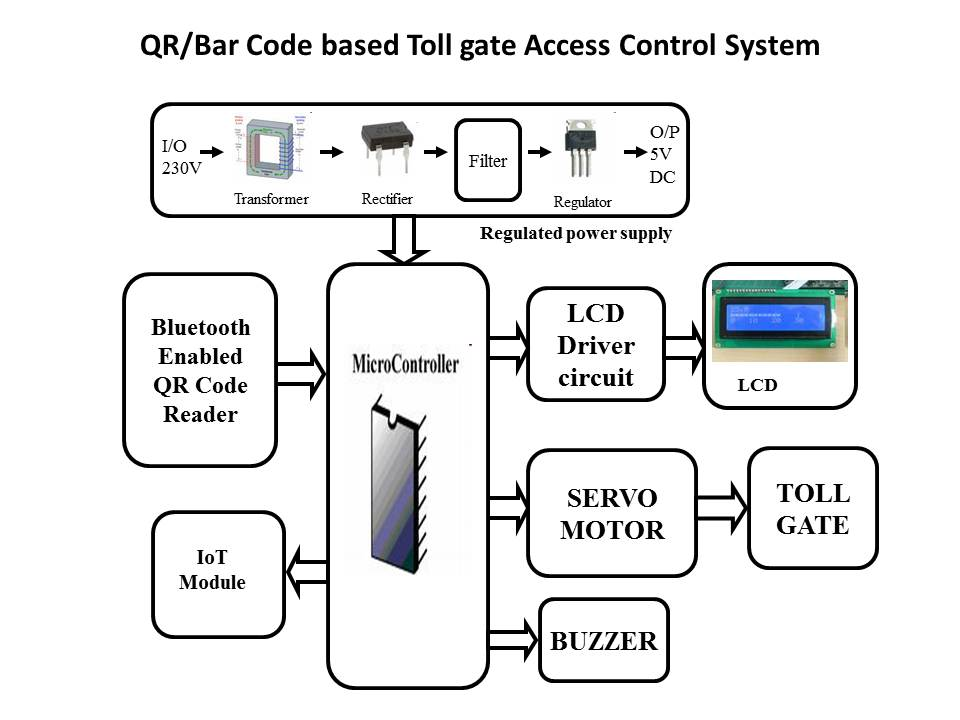 QR/Bar Code based Toll gate Access Control System
I/O
230V
Transformer
Rectifier
Filter
Regulator
O/P
5V
DC
Regulated power supply
Bluetooth
Enabled
QR Code
Reader
MicroController
LCD
Driver
circuit
LCD
SERVO
MOTOR
TOLL
GATE
IoT
Module
BUZZER